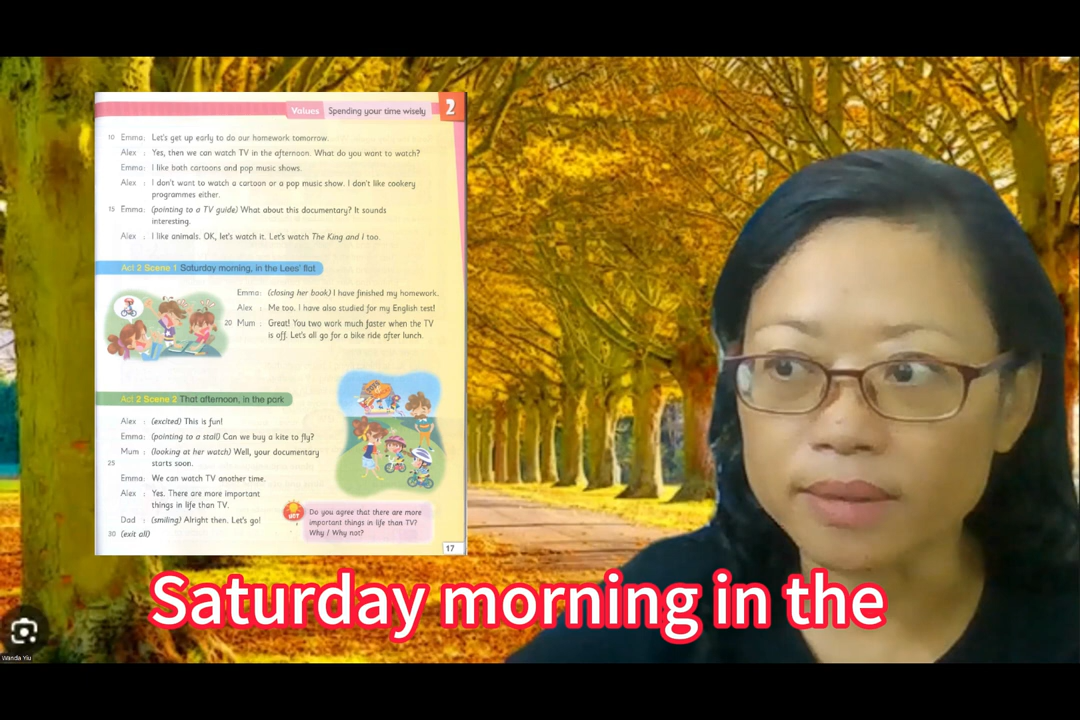 Values Spending your time wisely 2
10 Emma: Let's get up early to do our homework tomorrow.
Alex : Yes, then we can watch TV in the afternoon. What do you want to watch?
Emma: I like both cartoons and pop music shows.
Alex : I don't want to watch a cartoon or a pop music show. I don't like cookery
programmes either.
15 Emma: (pointing to a TV guide) What about this documentary? It sounds
interesting.
Alex : I like animals. OK, let's watch it. Let's watch The King and I too.
Act 2 Scene 1 Saturday morning, in the Lees' flat
Emma: (closing her book) I have finished my homework.
Alex : Me too. I have also studied for my English test!
20 Mum : Great! You two work much faster when the TV
is off. Let's all go for a bike ride after lunch.
Act 2 Scene 2 That afternoon, in the park
Alex : (excited) This is fun!
Emma: (pointing to a stall) Can we buy a kite to fly?
Mum : (looking at her watch) Well, your documentary
25 starts soon.
Emma: We can watch TV another time.
Alex : Yes. There are more important
things in life than TV.
Dad : (smiling) Alright then. Let's go!
30 (exit all)
Do you agree that there are more
important things in life than TV?
Why / Why not?
17
Saturday morning in the
Wanda Yiu